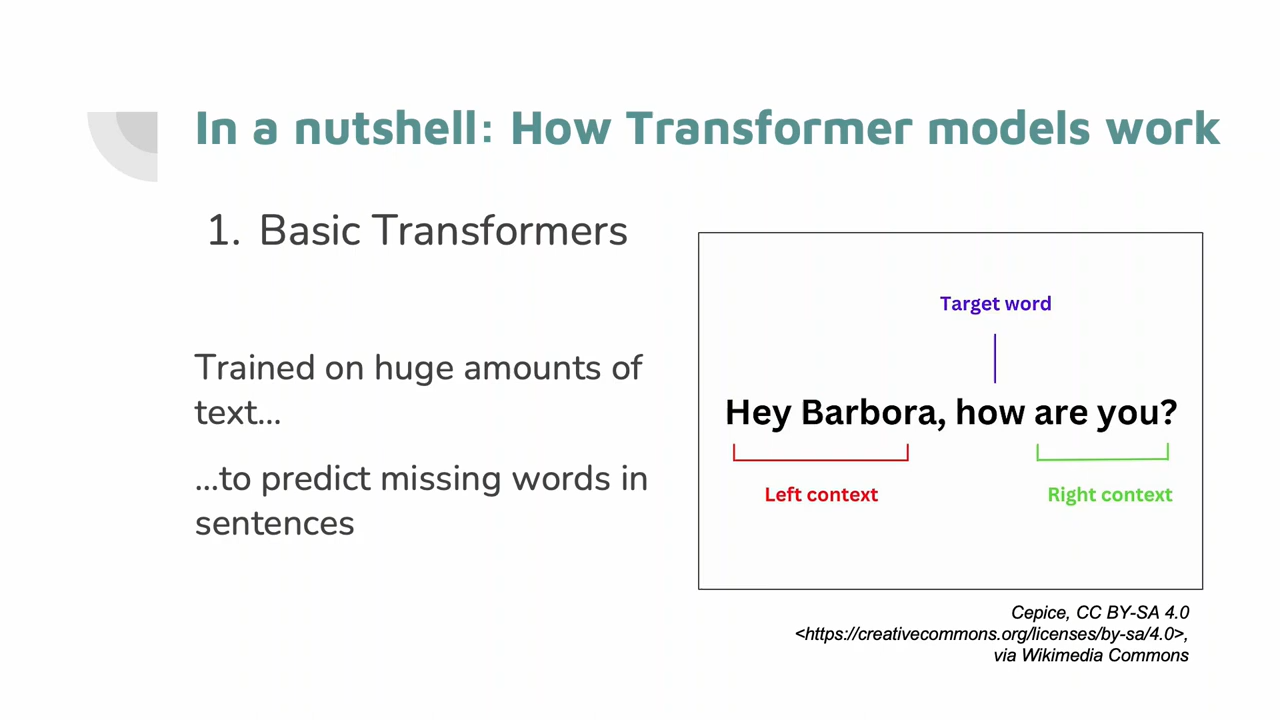 In a nutshell: How Transformer models work
1. Basic Transformers
Trained on huge amounts of
text...
...to predict missing words in
sentences
Target word
Hey Barbora, how are you?
Left context
Right context
Cepice, CC BY-SA 4.0
<https://creativecommons.org/licenses/by-sa/4.0>,
via Wikimedia Commons